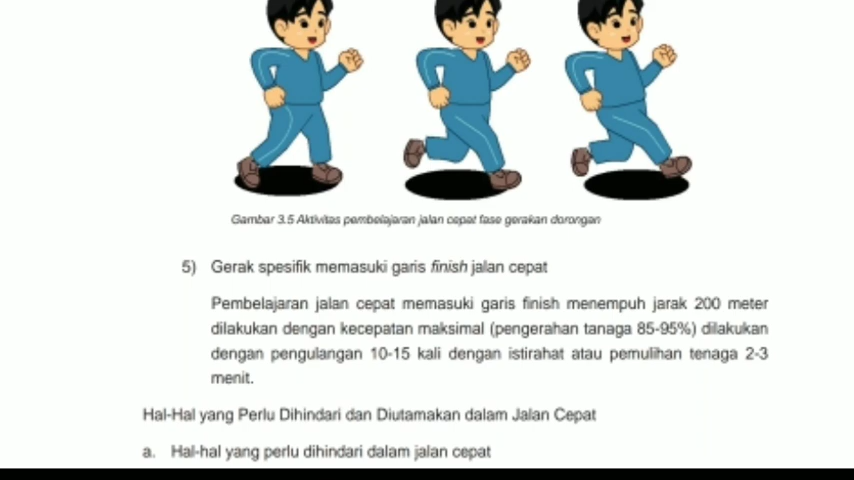 Gambar 3.5 Aktivitas pembelajaran jalan cepat fase gerakan dorongan
5) Gerak spesifik memasuki garis finish jalan cepat
Pembelajaran jalan cepat memasuki garis finish menempuh jarak 200 meter
dilakukan dengan kecepatan maksimal (pengerahan tanaga 85-95%) dilakukan
dengan pengulangan 10-15 kali dengan istirahat atau pemulihan tenaga 2-3
menit.
Hal-Hal yang Perlu Dihindari dan Diutamakan dalam Jalan Cepat
a. Hal-hal yang perlu dihindari dalam jalan cepat